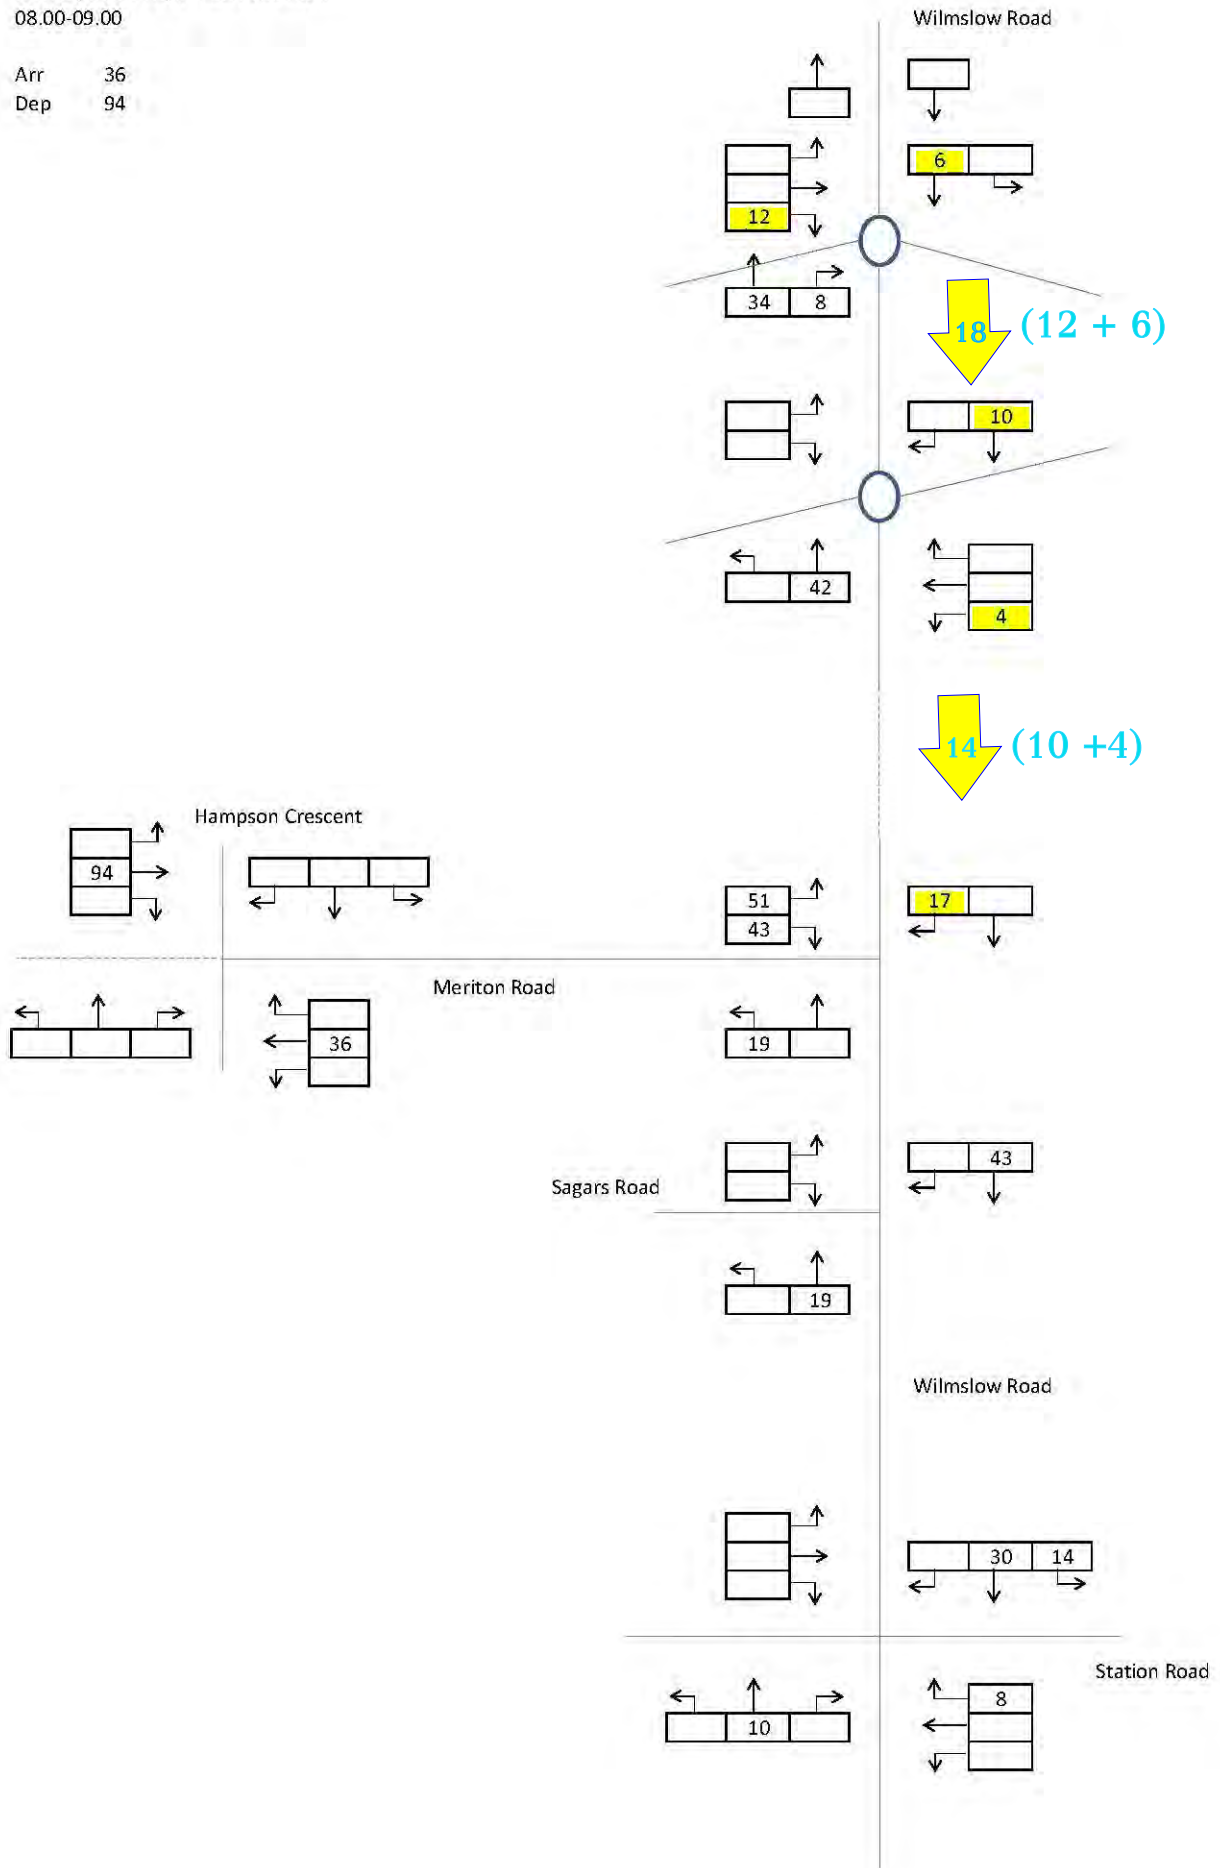 08.00-09.00
Wilmslow Road
Arr 36
Dep 94
6
12
34 8
18 (12 + 6)
10
42
4
14 (10 +4)
Hampson Crescent
94
51
17
43
Meriton Road
36
19
43
Sagars Road
19
Wilmslow Road
30 14
Station Road
8
10